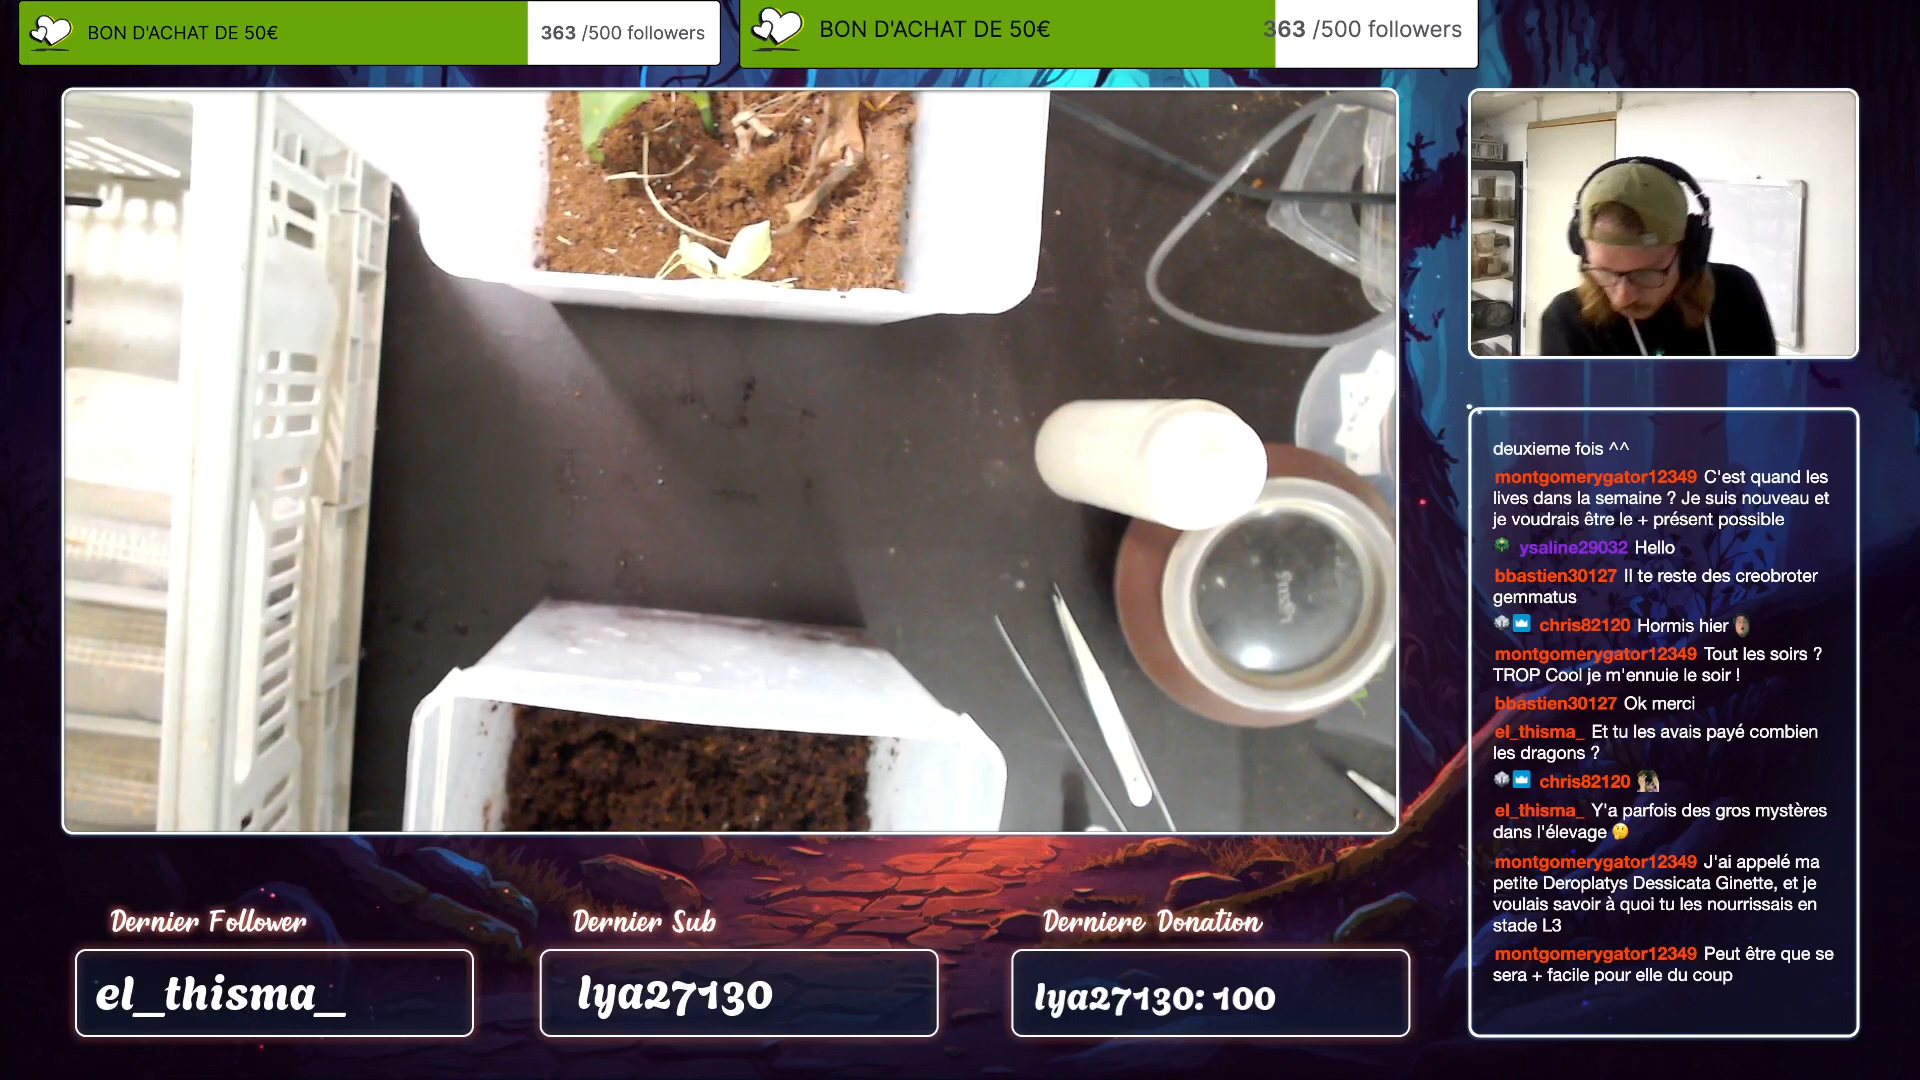 BON D'ACHAT DE 50€
363 /500 followers
BON D'ACHAT DE 50€
363 /500 followers
deuxieme fois ^^
montgomerygator12349 C'est quand les
lives dans la semaine ? Je suis nouveau et
je voudrais être le + présent possible
ysaline29032 Hello
bbastien30127 Il te reste des creobroter
gemmatus
chris82120 Hormis hier
montgomerygator12349 Tout les soirs ?
TROP Cool je m'ennuie le soir !
bbastien30127 Ok merci
el_thisma_ Et tu les avais payé combien
les dragons ?
chris82120
el_thisma_ Y'a parfois des gros mystères
dans l'élevage 🤔
montgomerygator12349 J'ai appelé ma
petite Deroplatys Dessicata Ginette, et je
voulais savoir à quoi tu les nourrissais en
stade L3
montgomerygator12349 Peut être que se
sera + facile pour elle du coup
Dernier Follower
el_thisma_
Dernier Sub
lya27130
Derniere Donation
lya27130: 100